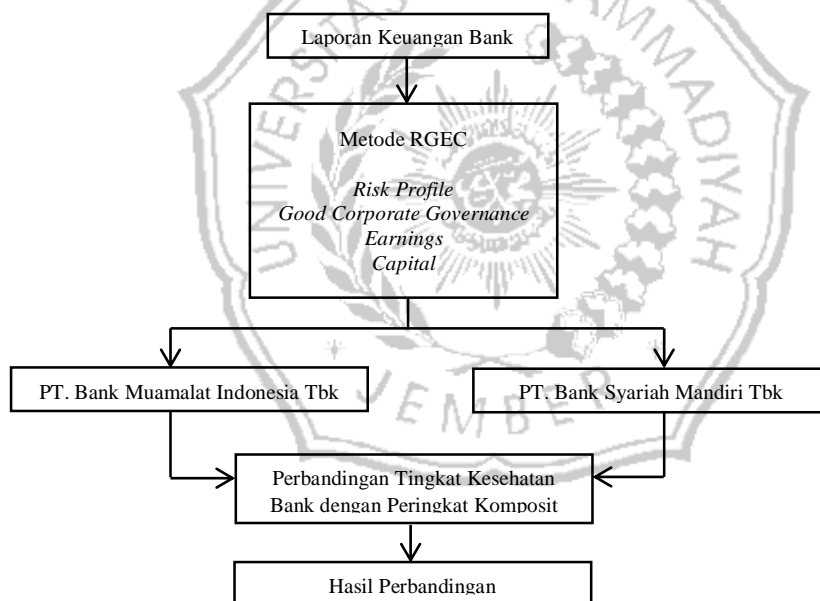 Laporan Keuangan Bank
Metode RGEC
Risk Profile
Good Corporate Governance
Earnings
Capital
PT. Bank Muamalat Indonesia Tbk
PT. Bank Syariah Mandiri Tbk
Perbandingan Tingkat Kesehatan
Bank dengan Peringkat Komposit
Hasil Perbandingan
JEMBER